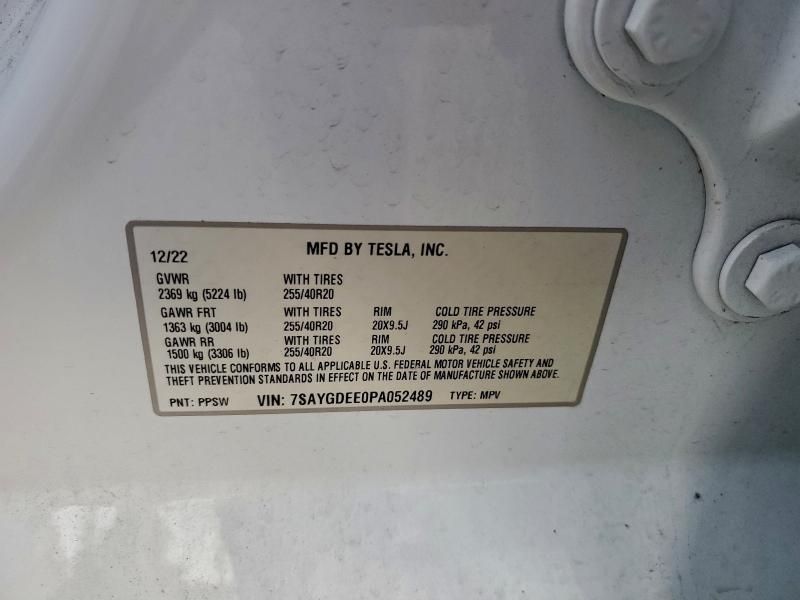 12/22 MFD BY TESLA, INC.
GVWR WITH TIRES
2369 kg (5224 lb) 255/40R20
GAWR FRT WITH TIRES RIM COLD TIRE PRESSURE
1363 kg (3004 lb) 255/40R20 20X9.5J 290 kPa, 42 psi
GAWR RR WITH TIRES RIM COLD TIRE PRESSURE
1500 kg (3306 lb) 255/40R20 20X9.5J 290 kPa, 42 psi
THIS VEHICLE CONFORMS TO ALL APPLICABLE U.S. FEDERAL MOTOR VEHICLE SAFETY AND
THEFT PREVENTION STANDARDS IN EFFECT ON THE DATE OF MANUFACTURE SHOWN ABOVE.
PNT: PPSW VIN: 7SAYGDEE0PA052489 TYPE: MPV